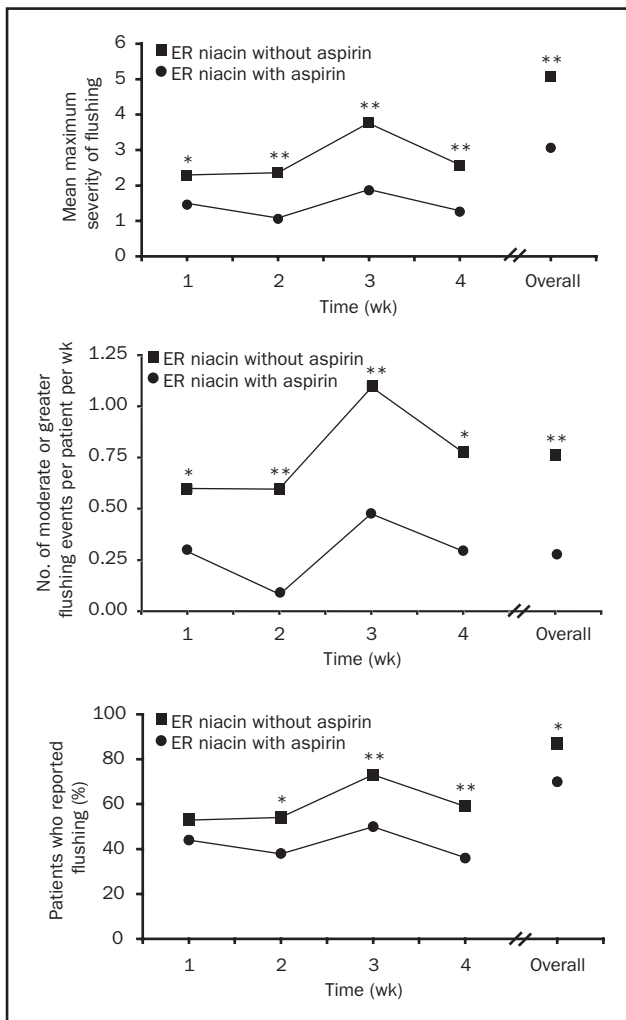 6
5
4
3
2
1
0
Mean maximum
severity of flushing
■ ER niacin without aspirin
● ER niacin with aspirin
*
**
**
**
**
1 2 3 4 Overall
Time (wk)
1.25
1.00
0.75
0.50
0.25
0.00
No. of moderate or greater
flushing events per patient per wk
■ ER niacin without aspirin
● ER niacin with aspirin
*
**
**
*
**
1 2 3 4 Overall
Time (wk)
100
80
60
40
20
0
Patients who reported
flushing (%)
■ ER niacin without aspirin
● ER niacin with aspirin
*
**
**
*
1 2 3 4 Overall
Time (wk)